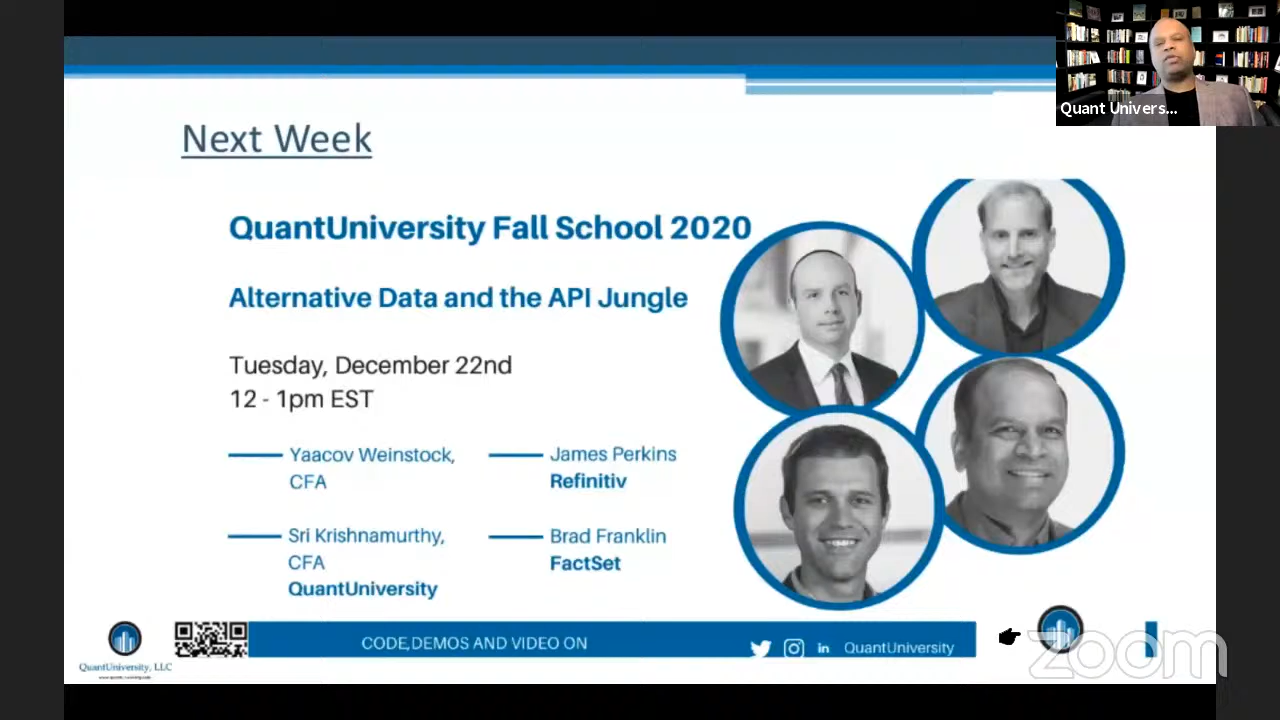 Quant Univers...
Next Week
QuantUniversity Fall School 2020
Alternative Data and the API Jungle
Tuesday, December 22nd
12 - 1pm EST
Yaacov Weinstock,
CFA
James Perkins
Refinitiv
Sri Krishnamurthy,
CFA
QuantUniversity
Brad Franklin
FactSet
CODE,DEMOS AND VIDEO ON
in QuantUniversity
QuantUniversity, LLC
zoom